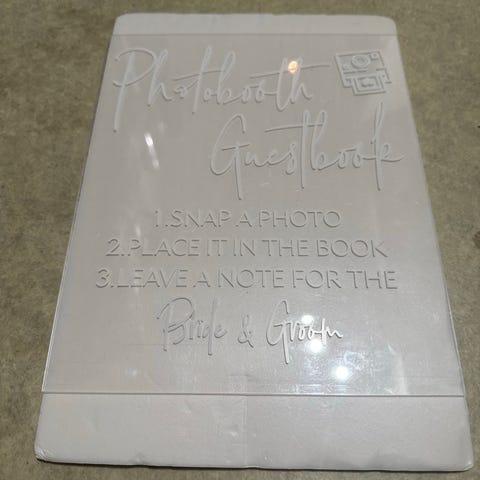 Photobooth
Guestbook
1.SNAP A PHOTO
2.PLACE IT IN THE BOOK
3.LEAVE A NOTE FOR THE
Bride & Groom